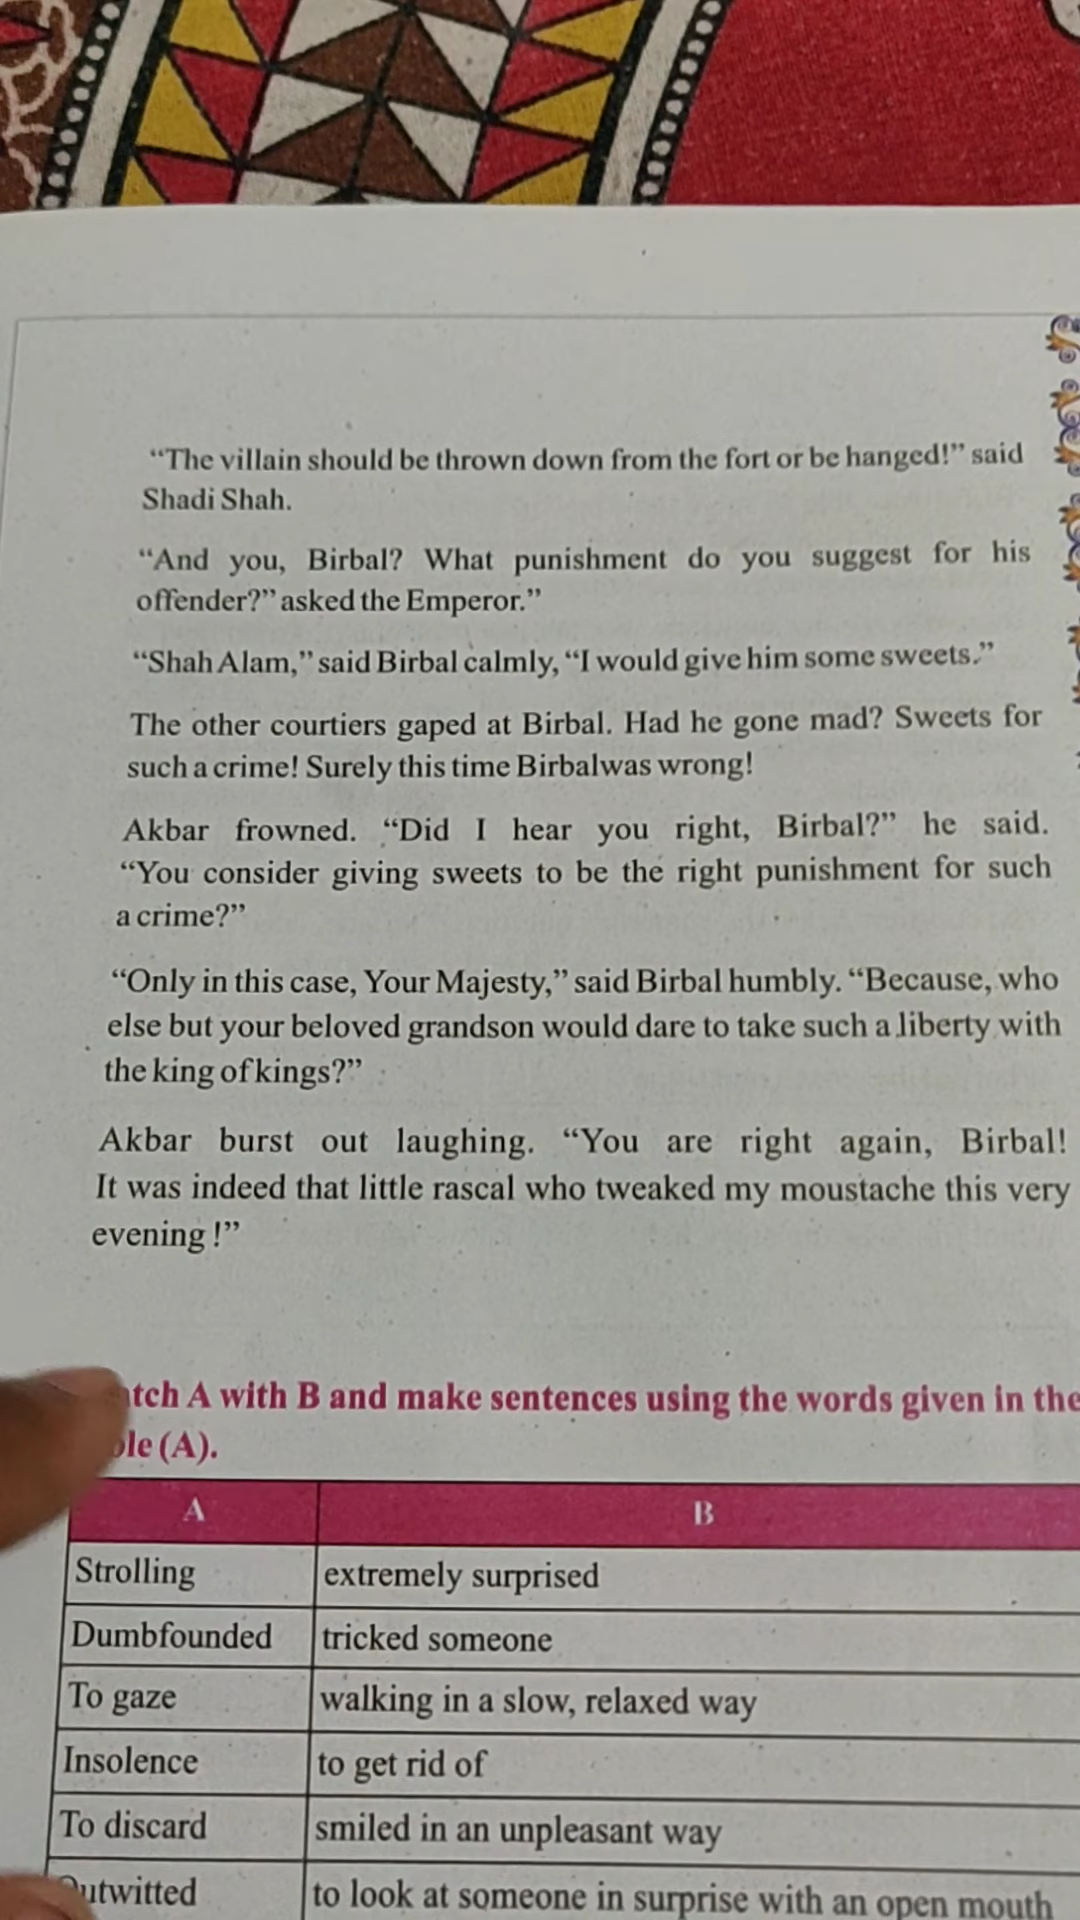 “The villain should be thrown down from the fort or be hanged!” said
Shadi Shah.
“And you, Birbal? What punishment do you suggest for his
offender?” asked the Emperor.”
“Shah Alam,” said Birbal calmly, “I would give him some sweets.”
The other courtiers gaped at Birbal. Had he gone mad? Sweets for
such a crime! Surely this time Birbalwas wrong!
Akbar frowned. “Did I hear you right, Birbal?” he said.
“You consider giving sweets to be the right punishment for such
a crime?”
“Only in this case, Your Majesty,” said Birbal humbly. “Because, who
else but your beloved grandson would dare to take such a liberty with
the king of kings?”
Akbar burst out laughing. “You are right again, Birbal!
It was indeed that little rascal who tweaked my moustache this very
evening !”
A with B and make sentences using the words given in the
(A).
A B
Strolling extremely surprised
Dumbfounded tricked someone
To gaze walking in a slow, relaxed way
Insolence to get rid of
To discard smiled in an unpleasant way
Outwitted to look at someone in surprise with an open mouth